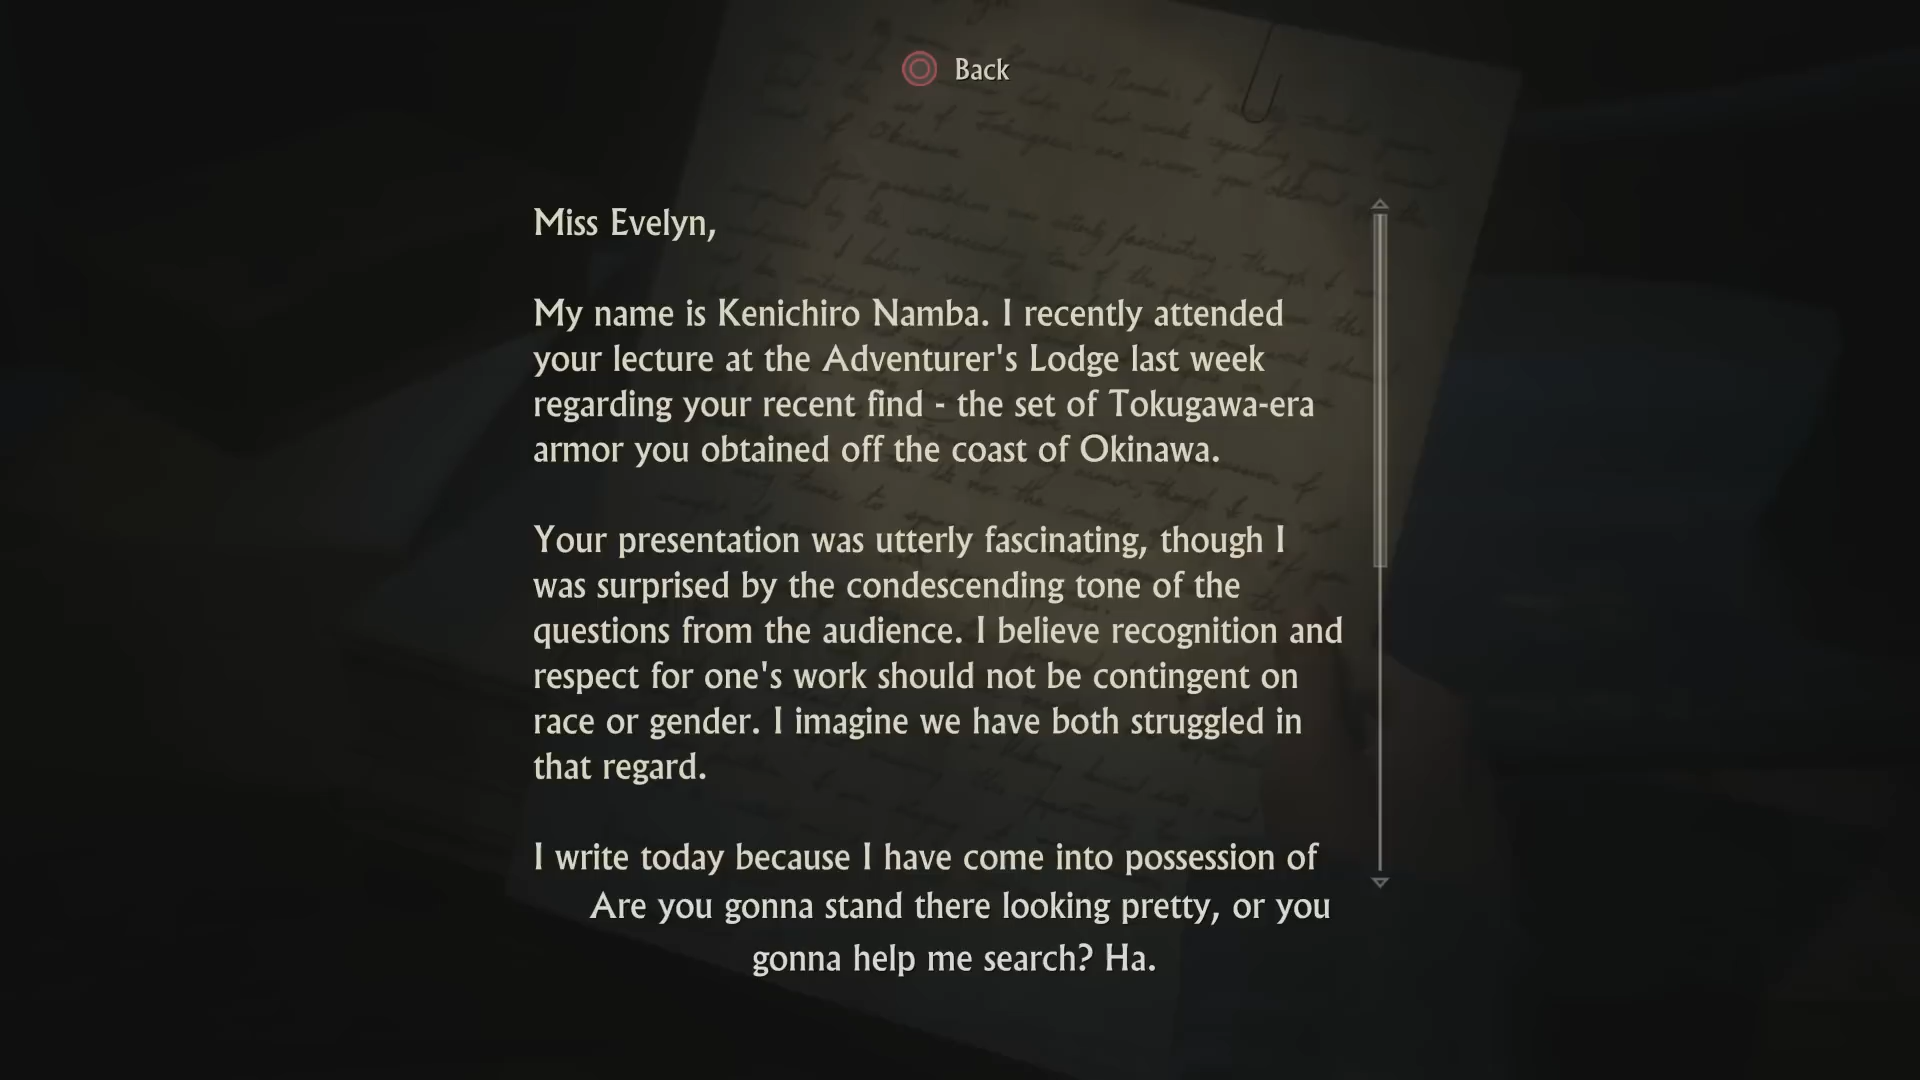 Back
Miss Evelyn,
My name is Kenichiro Namba. I recently attended
your lecture at the Adventurer's Lodge last week
regarding your recent find - the set of Tokugawa-era
armor you obtained off the coast of Okinawa.
Your presentation was utterly fascinating, though I
was surprised by the condescending tone of the
questions from the audience. I believe recognition and
respect for one's work should not be contingent on
race or gender. I imagine we have both struggled in
that regard.
I write today because I have come into possession of
Are you gonna stand there looking pretty, or you
gonna help me search? Ha.